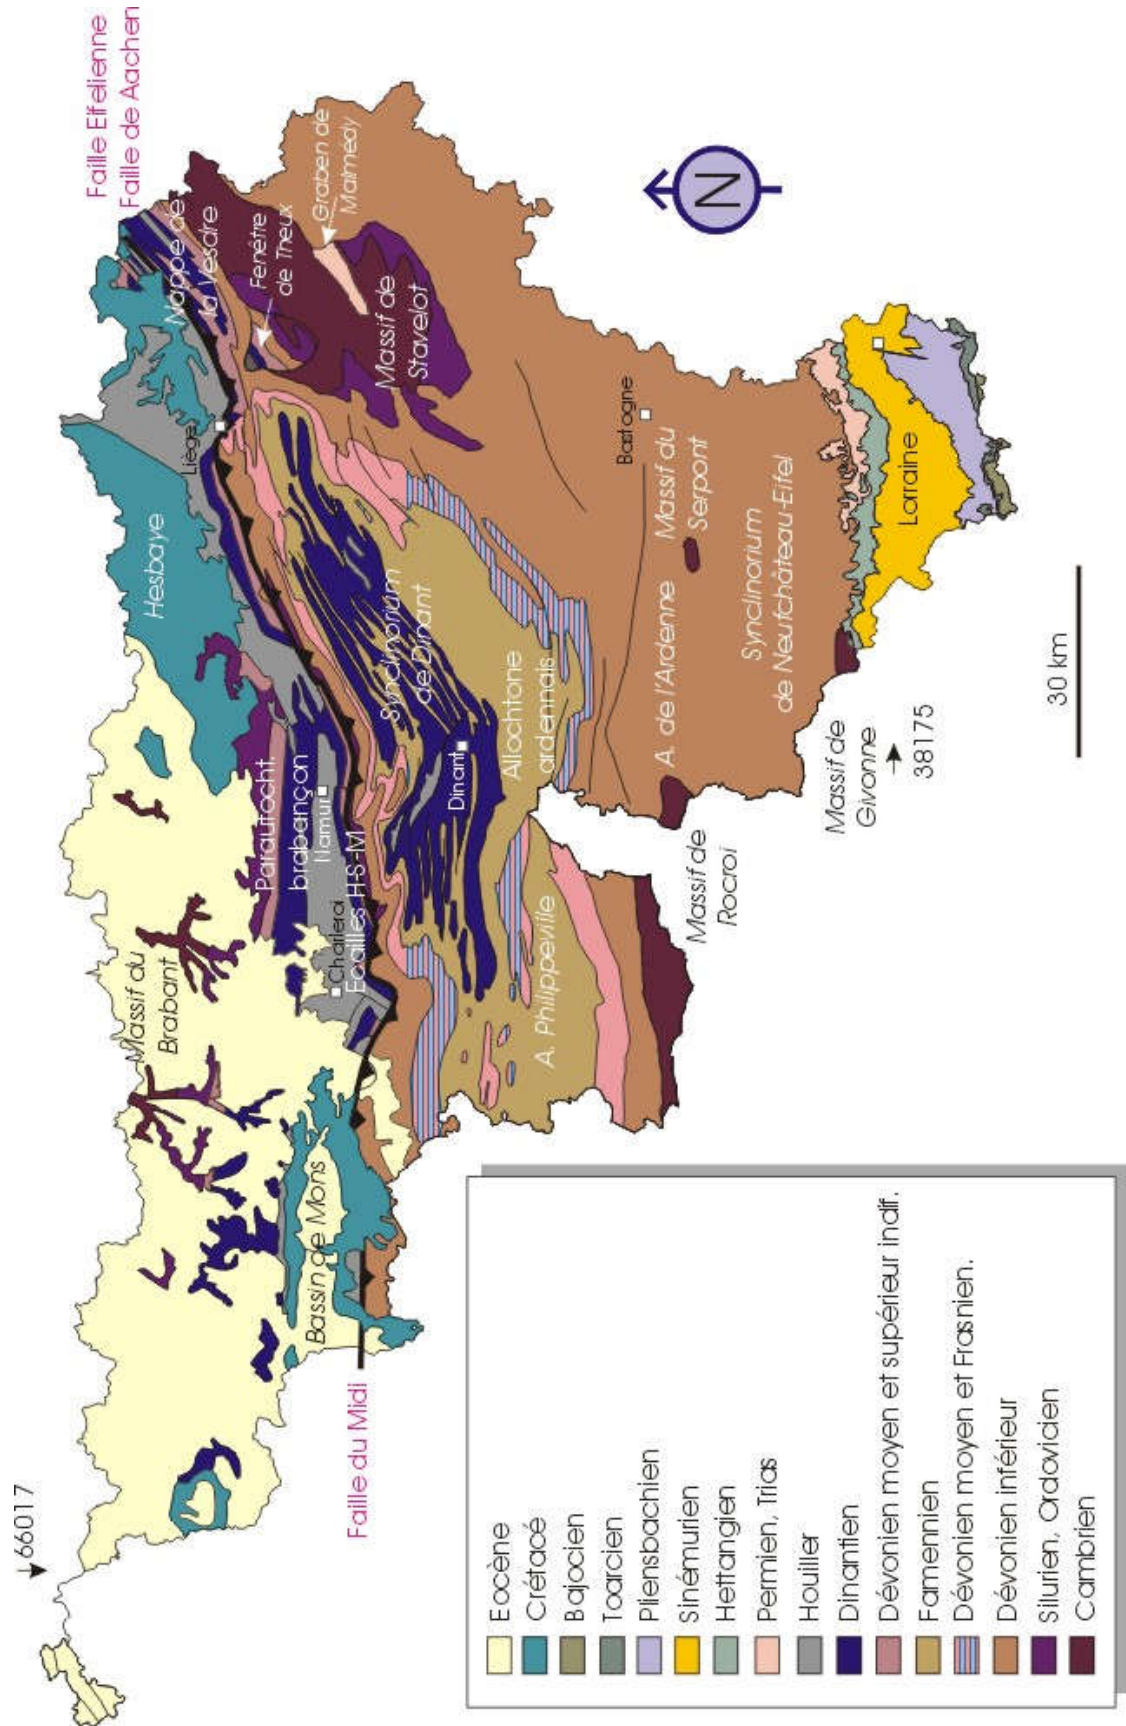 66017
Faille Eifelienne
Faille de Aachen
Nappe de
la Vesdre
Fenêtre
de Theux
Graben de
Malmedy
Massif de
Stavelot
Liège
Hesbaye
Massif du
Brabant
Parautocht.
brabançon
Namur
Charleroi
Ecailles H-S-M
Bassin de Mons
Faille du Midi
Synclinorium
de Dinant
Dinant
Allochtone
ardennais
A. Philippeville
Bastogne
A. de l'Ardenne
Massif du
Serpont
Synclinorium
de Neufchâteau-Eifel
Massif de
Rocroi
Massif de
Givonne
38175
Lorraine
N
30 km
Eocène
Crétacé
Bajocien
Toarcien
Pliensbachien
Sinémurien
Hettangien
Permien, Trias
Houiller
Dinantien
Dévonien moyen et supérieur indif.
Famennien
Dévonien moyen et Frasnien.
Dévonien inférieur
Silurien, Ordovicien
Cambrien